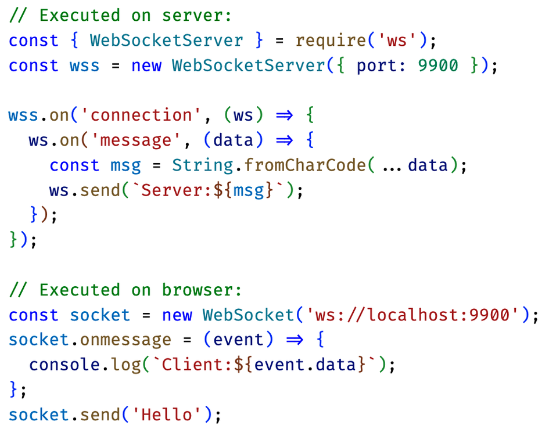 // Executed on server:
const { WebSocketServer } = require('ws');
const wss = new WebSocketServer({ port: 9900 });
wss.on('connection', (ws) => {
  ws.on('message', (data) => {
    const msg = String.fromCharCode(...data);
    ws.send(`Server:${msg}`);
  });
});
// Executed on browser:
const socket = new WebSocket('ws://localhost:9900');
socket.onmessage = (event) => {
  console.log(`Client:${event.data}`);
};
socket.send('Hello');